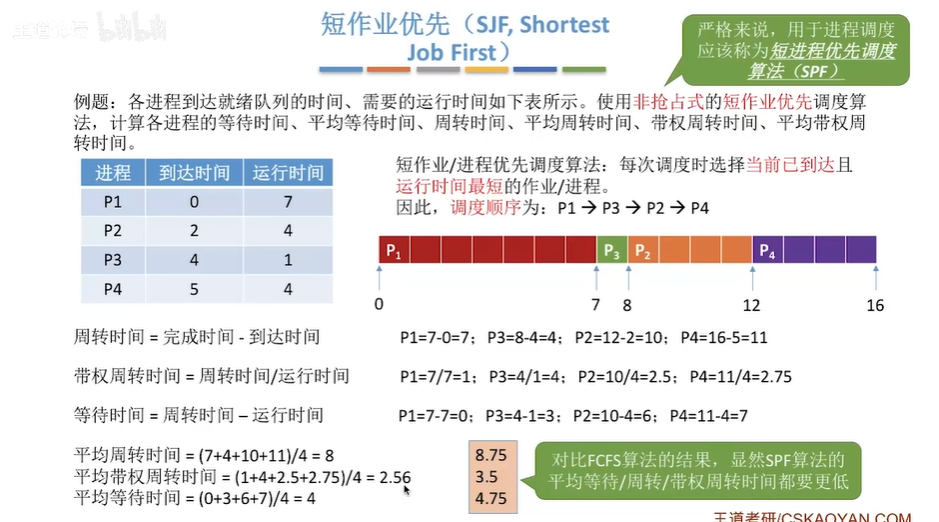 短作业优先（SJF, Shortest
Job First）
严格来说，用于进程调度
应该称为短进程优先调度
算法（SPF）
例题：各进程到达就绪队列的时间、需要的运行时间如下表所示。使用非抢占式的短作业优先调度算
法，计算各进程的等待时间、平均等待时间、周转时间、平均周转时间、带权周转时间、平均带权周
转时间。
进程 到达时间 运行时间
P1 0 7
P2 2 4
P3 4 1
P4 5 4
短作业/进程优先调度算法：每次调度时选择当前已到达且
运行时间最短的作业/进程。
因此，调度顺序为：P1 → P3 → P2 → P4
P1 P3 P2 P4
0 7 8 12 16
周转时间 = 完成时间 - 到达时间 P1=7-0=7；P3=8-4=4；P2=12-2=10；P4=16-5=11
带权周转时间 = 周转时间/运行时间 P1=7/7=1；P3=4/1=4；P2=10/4=2.5；P4=11/4=2.75
等待时间 = 周转时间 – 运行时间 P1=7-7=0；P3=4-1=3；P2=10-4=6；P4=11-4=7
平均周转时间 = (7+4+10+11)/4 = 8
平均带权周转时间 = (1+4+2.5+2.75)/4 = 2.56
平均等待时间 = (0+3+6+7)/4 = 4
8.75
3.5
4.75
对比FCFS算法的结果，显然SPF算法的
平均等待/周转/带权周转时间都要更低
王道考研/CSKAOYAN.COM